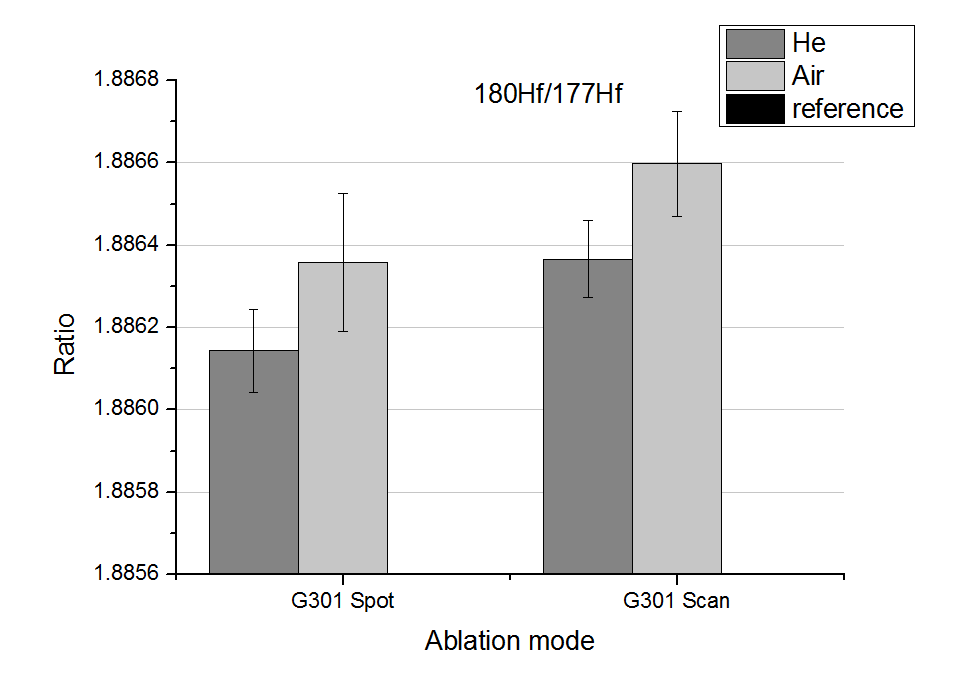 He
Air
reference
180Hf/177Hf
1.8868
1.8866
1.8864
1.8862
1.8860
1.8858
1.8856
Ratio
G301 Spot
G301 Scan
Ablation mode